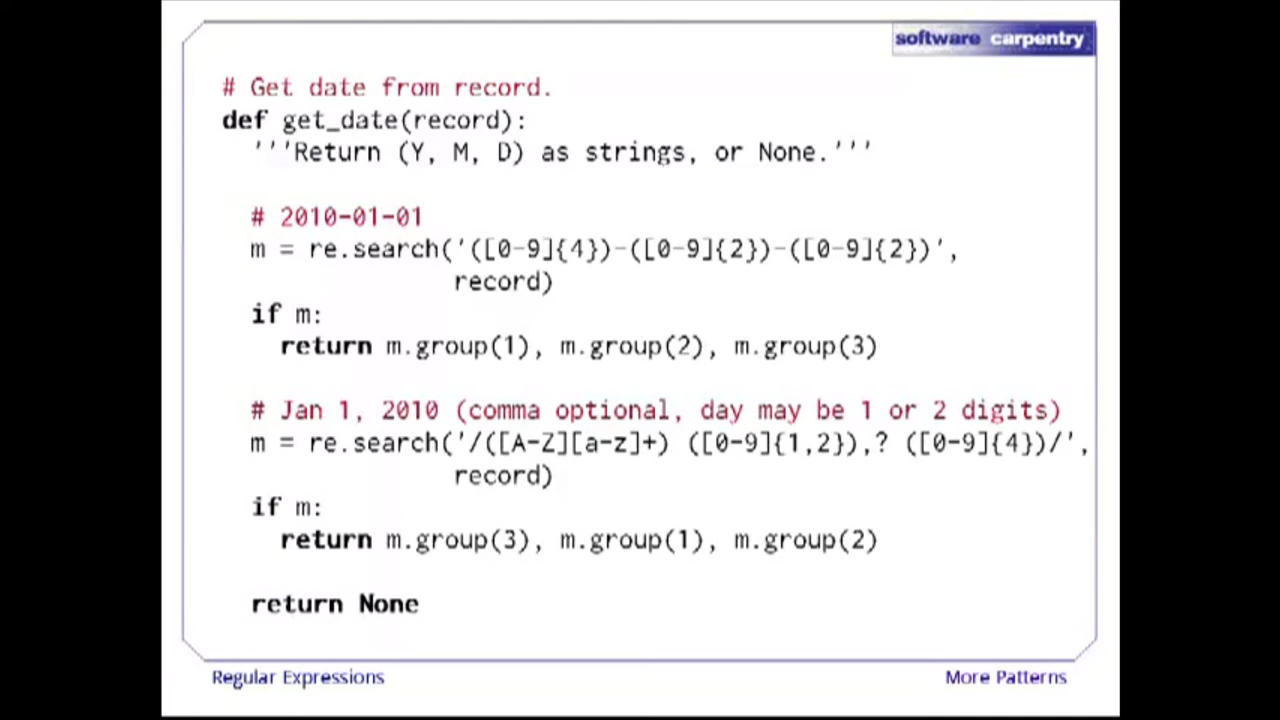 software carpentry
# Get date from record.
def get_date(record):
'''Return (Y, M, D) as strings, or None.'''
# 2010-01-01
m = re.search('([0-9]{4})-([0-9]{2})-([0-9]{2})',
record)
if m:
return m.group(1), m.group(2), m.group(3)
# Jan 1, 2010 (comma optional, day may be 1 or 2 digits)
m = re.search('/([A-Z][a-z]+) ([0-9]{1,2}),? ([0-9]{4})/',
record)
if m:
return m.group(3), m.group(1), m.group(2)
return None
Regular Expressions
More Patterns